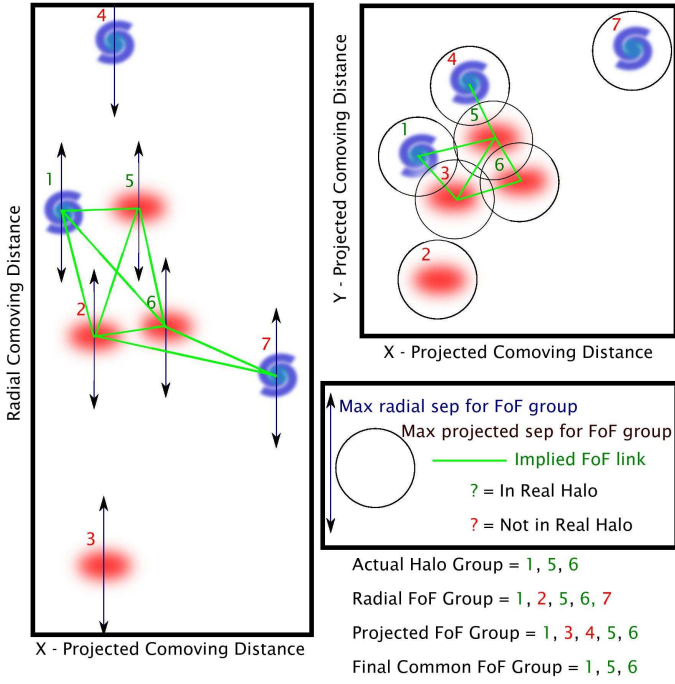 4
1
5
2
6
7
3
Radial Comoving Distance
X - Projected Comoving Distance
7
4
5
1
3
6
2
Y - Projected Comoving Distance
X - Projected Comoving Distance
Max radial sep for FoF group
Max projected sep for FoF group
Implied FoF link
? = In Real Halo
? = Not in Real Halo
Actual Halo Group = 1, 5, 6
Radial FoF Group = 1, 2, 5, 6, 7
Projected FoF Group = 1, 3, 4, 5, 6
Final Common FoF Group = 1, 5, 6